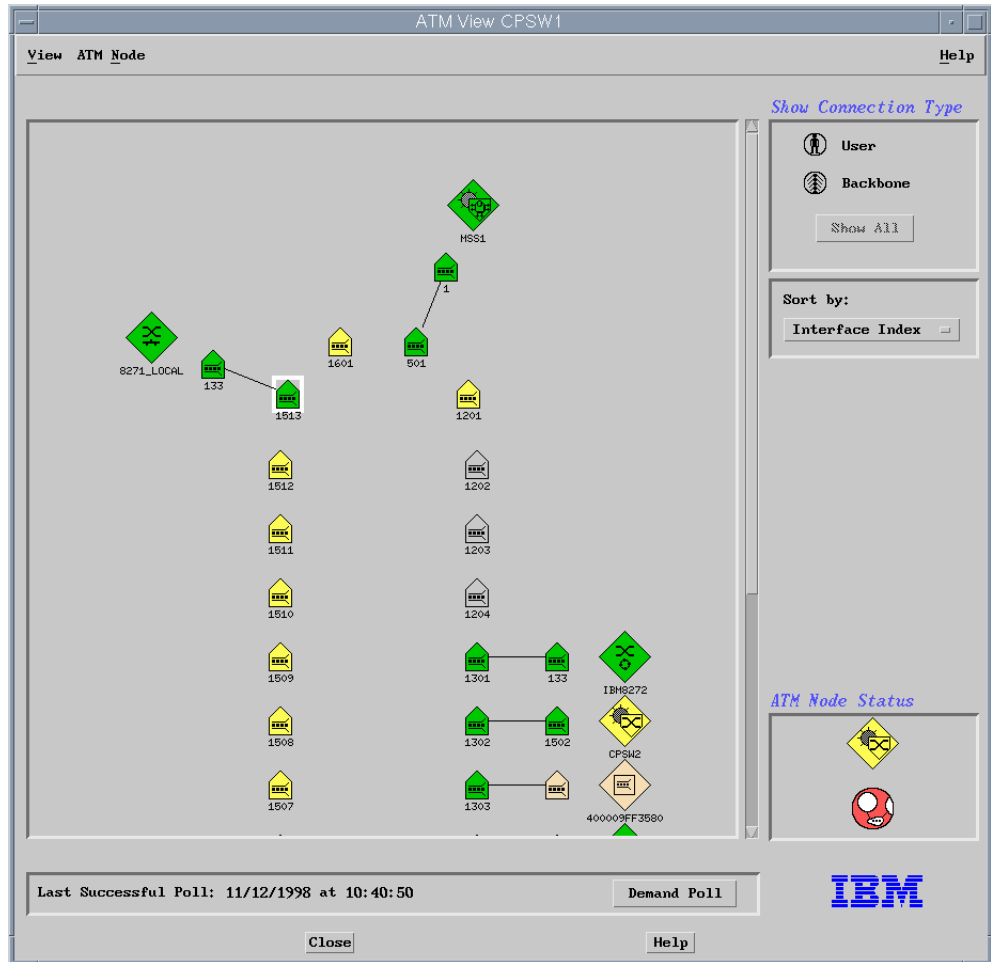 ATM View CPSW1
View ATM Node Help
Show Connection Type
User
Backbone
Show All
Sort by:
Interface Index
MSS1
1
8271_LOCAL
133
1601
501
1513
1201
1512
1202
1511
1203
1510
1204
1509
1301
133
IBM8272
1508
1302
1502
CPSW2
1507
1303
400009FF3580
ATM Node Status
Last Successful Poll: 11/12/1998 at 10:40:50
Demand Poll
IBM
Close
Help